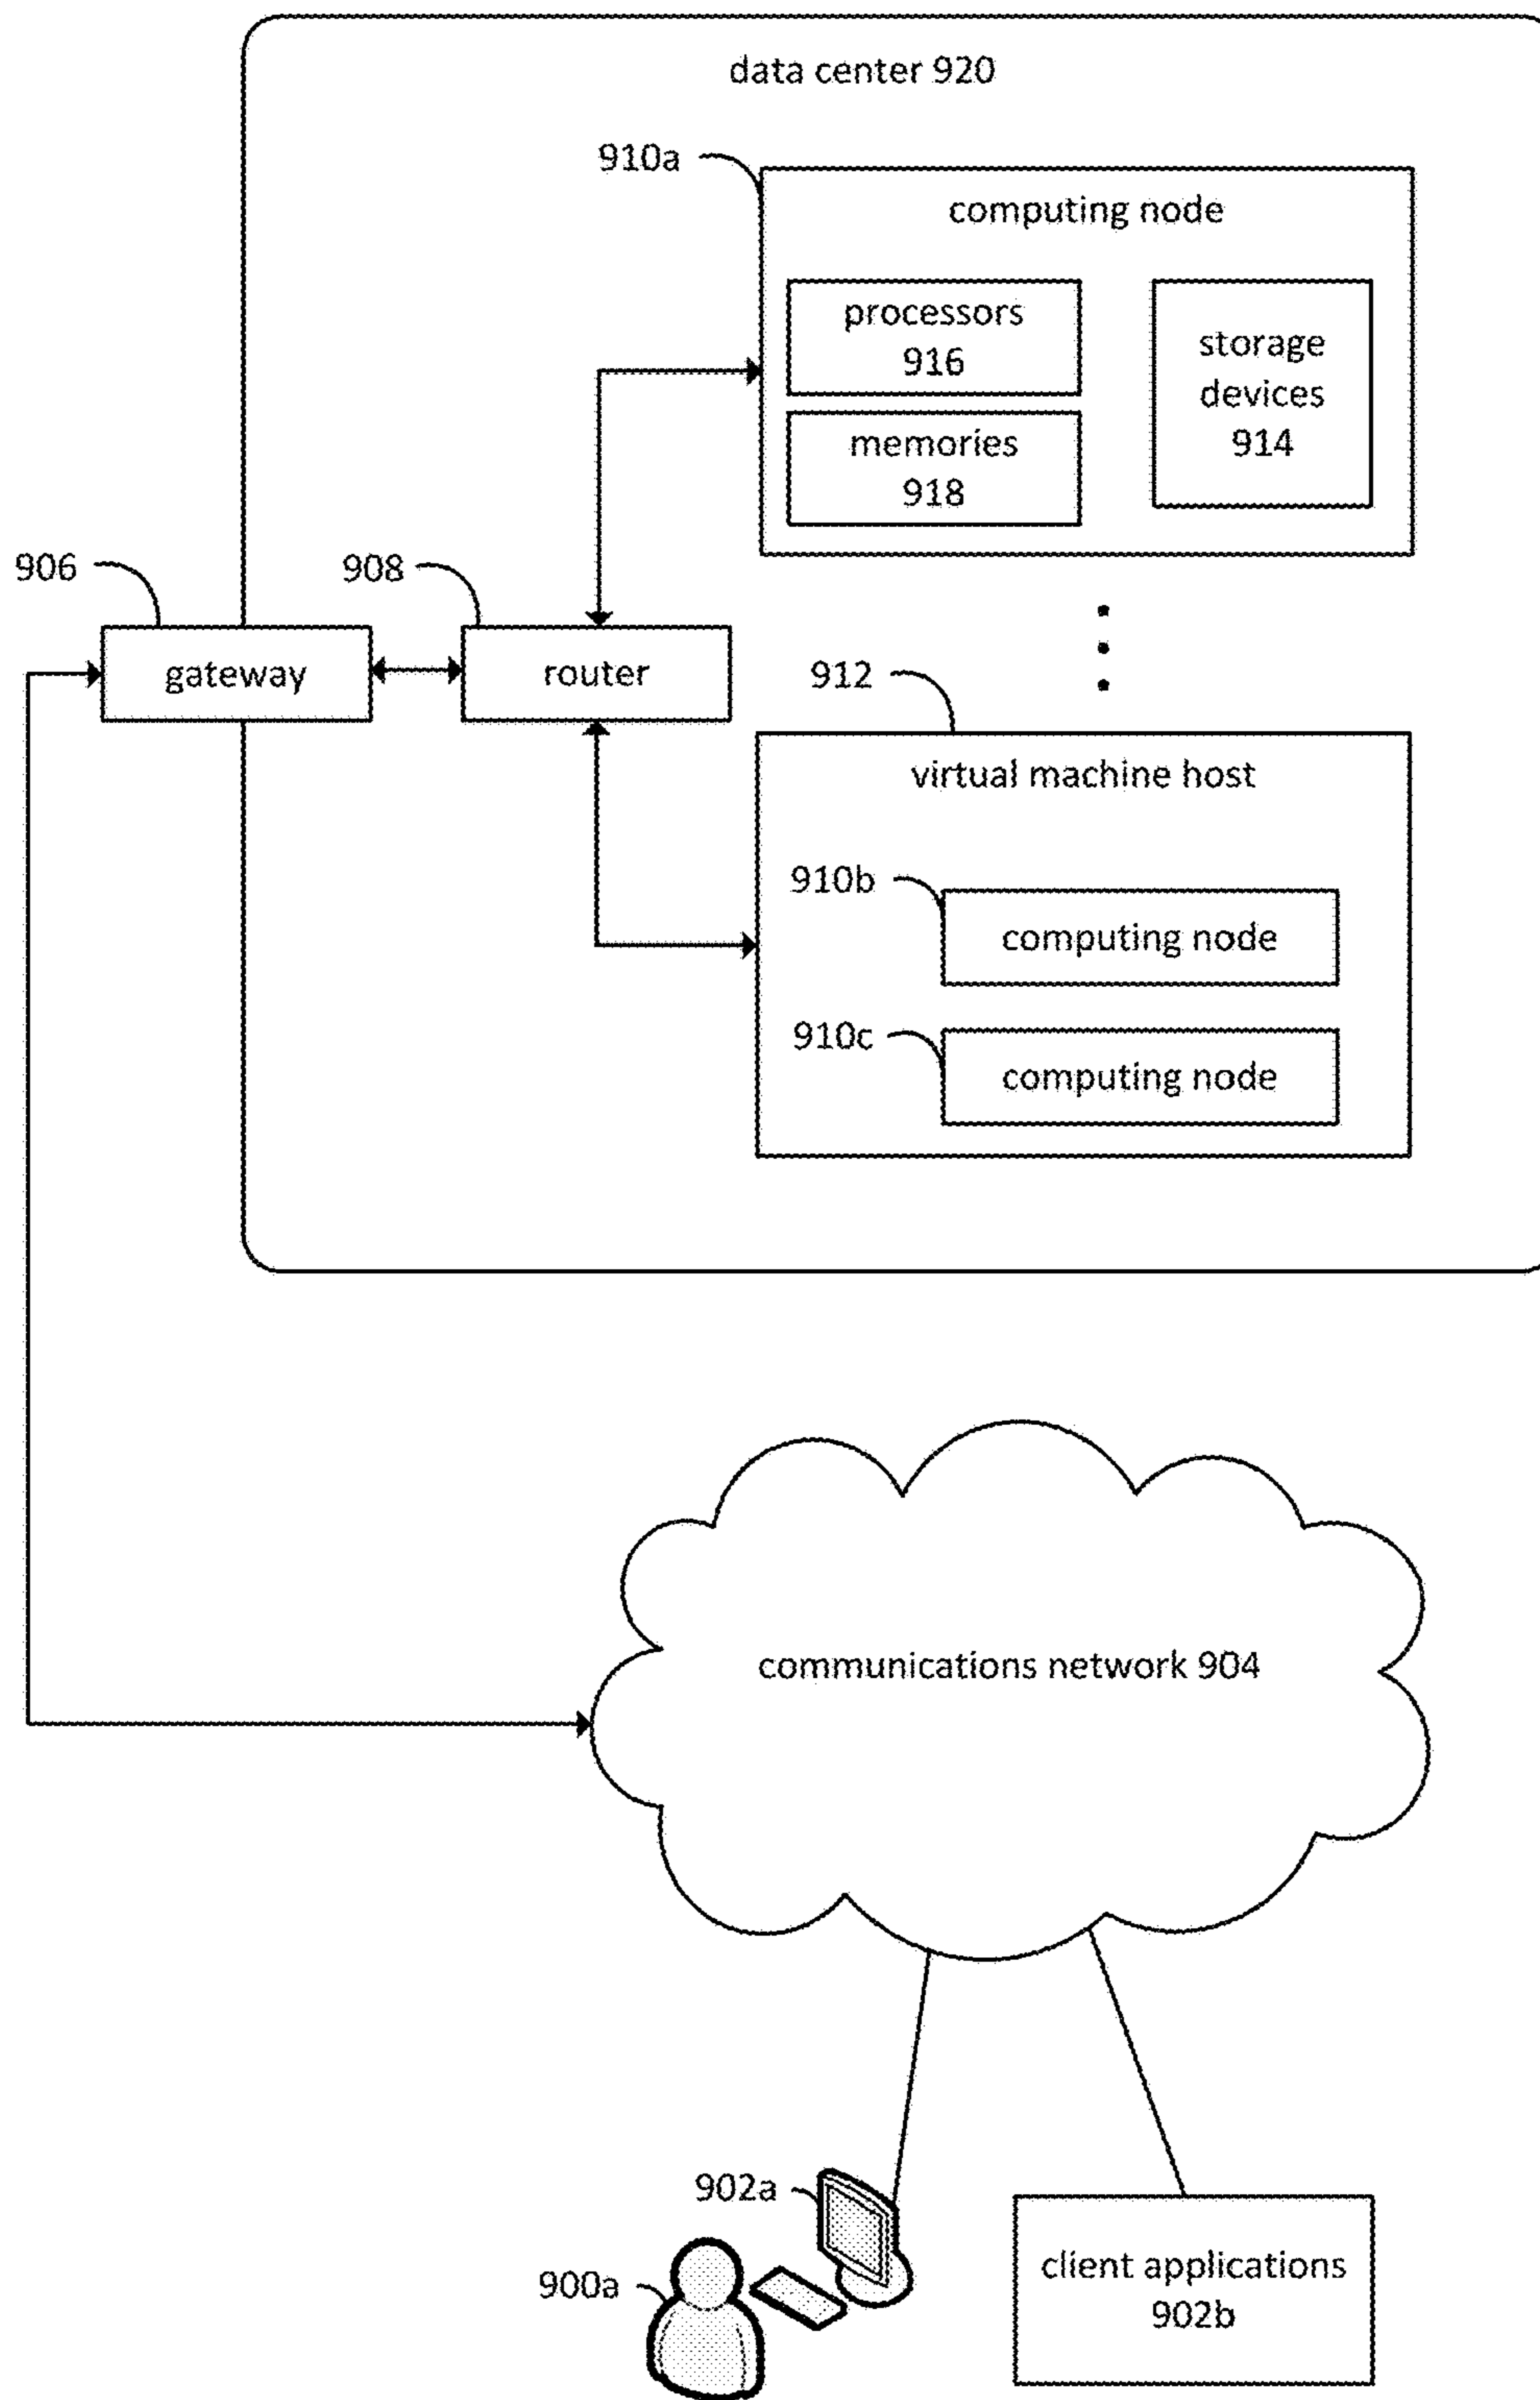 data center 920
910a
computing node
processors
916
storage
devices
914
memories
918
906
908
gateway
router
912
virtual machine host
910b
computing node
910c
computing node
communications network 904
902a
900a
client applications
902b